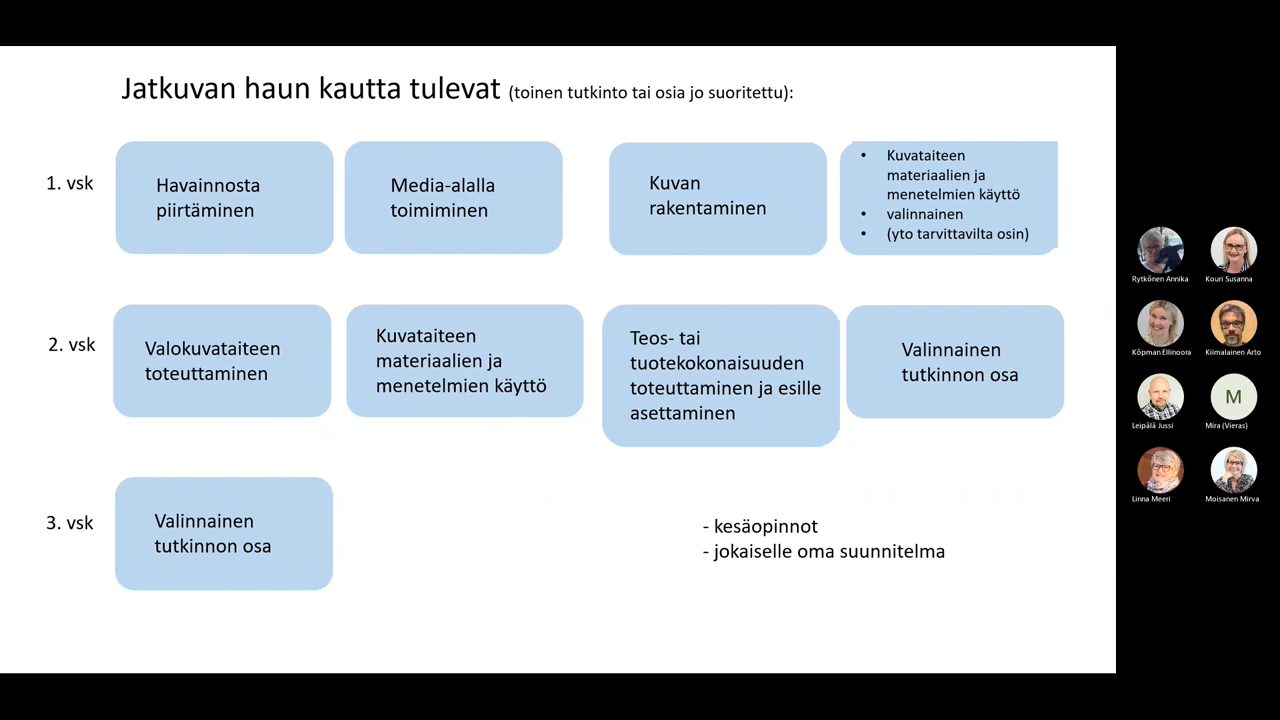 Jatkuvan haun kautta tulevat (toinen tutkinto tai osia jo suoritettu):
1. vsk
Havainnosta
piirtäminen
Media-alalla
toimiminen
Kuvan
rakentaminen
• Kuvataiteen
materiaalien ja
menetelmien käyttö
• valinnainen
• (yto tarvittavilta osin)
2. vsk
Valokuvataiteen
toteuttaminen
Kuvataiteen
materiaalien ja
menetelmien käyttö
Teos- tai
tuotekokonaisuuden
toteuttaminen ja esille
asettaminen
Valinnainen
tutkinnon osa
3. vsk
Valinnainen
tutkinnon osa
- kesäopinnot
- jokaiselle oma suunnitelma
Rytkönen Annika
Kouri Susanna
Köpman Ellinoora
Kiimalainen Arto
Leipälä Jussi
M
Mira (Vieras)
Linna Meeri
Moisanen Mirva